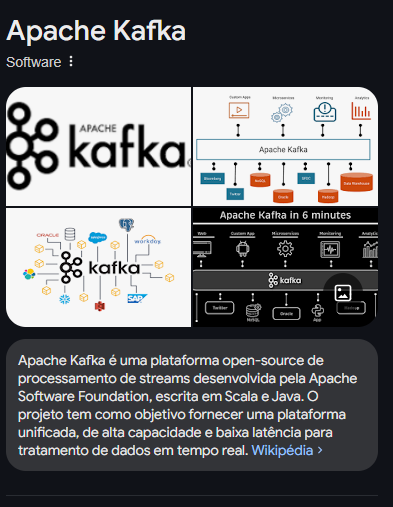 Apache Kafka
Software
APACHE
kafka
Custom Apps Microservices Monitoring Analytics
Apache Kafka
Bloomberg NoSQL SFDC Data Warehouse
Twitter Oracle Hadoop
ORACLE
salesforce
workday
kafka
SAP
Apache Kafka in 6 minutes
Web Custom App Microservices Monitoring Analytics
kafka
Twitter Oracle
NoSQL App
Apache Kafka é uma plataforma open-source de
processamento de streams desenvolvida pela Apache
Software Foundation, escrita em Scala e Java. O
projeto tem como objetivo fornecer uma plataforma
unificada, de alta capacidade e baixa latência para
tratamento de dados em tempo real. Wikipédia >